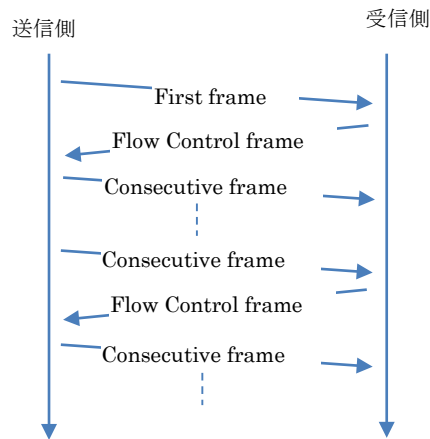 送信側
受信側
First frame
Flow Control frame
Consecutive frame
Consecutive frame
Flow Control frame
Consecutive frame